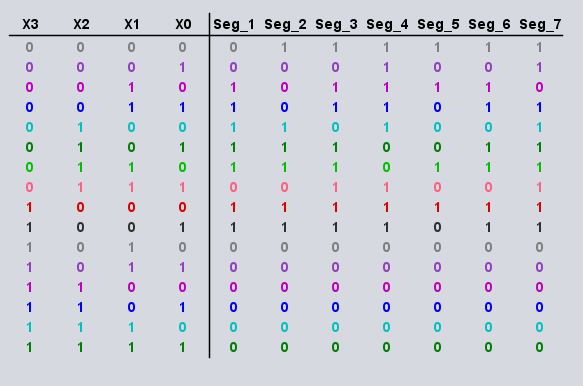 X3 X2 X1 X0 Seg_1 Seg_2 Seg_3 Seg_4 Seg_5 Seg_6 Seg_7
0 0 0 0 0 1 1 1 1 1 1
0 0 0 1 0 0 0 1 0 0 1
0 0 1 0 1 0 1 1 1 1 0
0 0 1 1 1 0 1 1 0 1 1
0 1 0 0 1 1 0 1 0 0 1
0 1 0 1 1 1 1 0 0 1 1
0 1 1 0 1 1 1 0 1 1 1
0 1 1 1 0 0 1 1 0 0 1
1 0 0 0 1 1 1 1 1 1 1
1 0 0 1 1 1 1 1 0 1 1
1 0 1 0 0 0 0 0 0 0 0
1 0 1 1 0 0 0 0 0 0 0
1 1 0 0 0 0 0 0 0 0 0
1 1 0 1 0 0 0 0 0 0 0
1 1 1 0 0 0 0 0 0 0 0
1 1 1 1 0 0 0 0 0 0 0